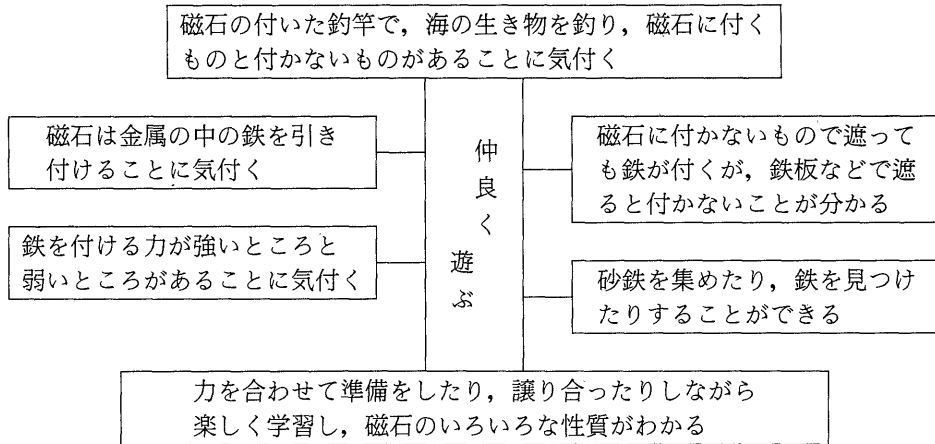 磁石の付いた釣竿で，海の生き物を釣り，磁石に付く
ものと付かないものがあることに気付く
磁石は金属の中の鉄を引き
付けることに気付く
鉄を付ける力が強いところと
弱いところがあることに気付く
仲良く
遊ぶ
磁石に付かないもので遮って
も鉄が付くが，鉄板などで遮
ると付かないことが分かる
砂鉄を集めたり，鉄を見つけ
たりすることができる
力を合わせて準備をしたり，譲り合ったりしながら
楽しく学習し，磁石のいろいろな性質がわかる